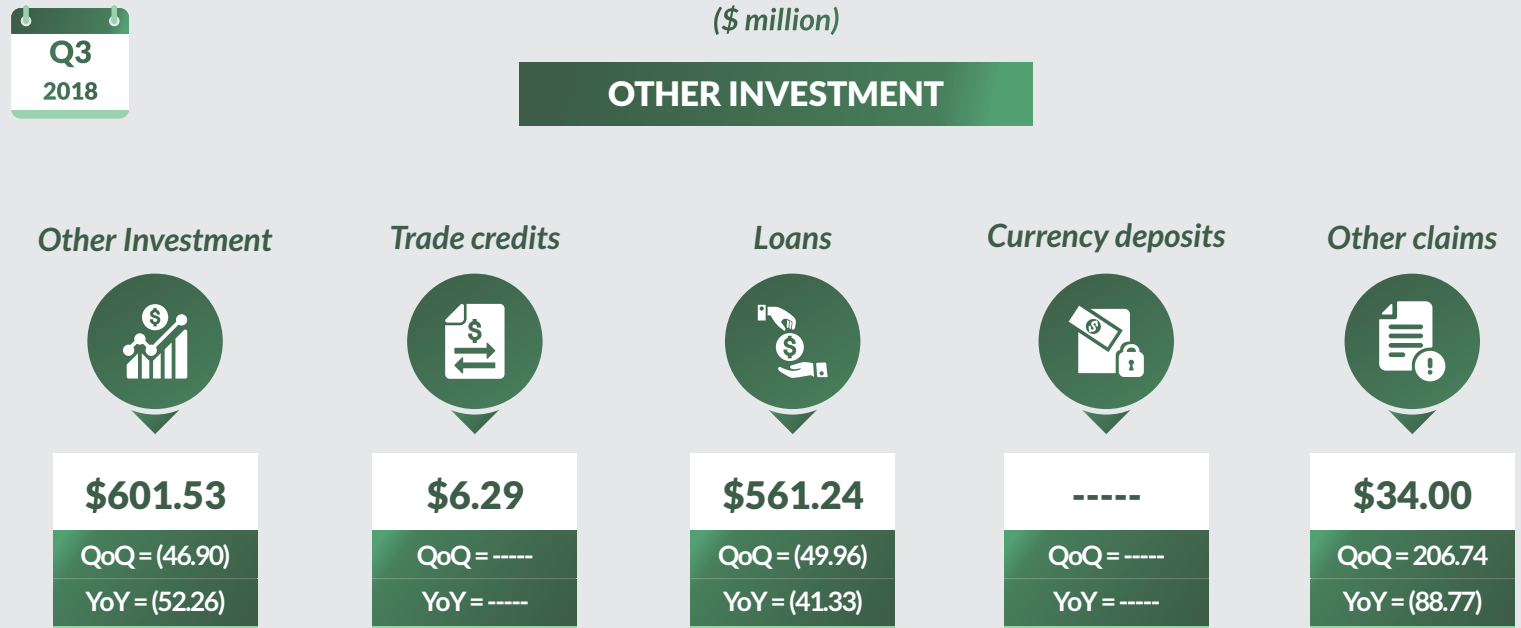 Q3
2018
($ million)
OTHER INVESTMENT
Other Investment
$
$601.53
QoQ = (46.90)
YoY = (52.26)
Trade credits
$
$6.29
QoQ = -----
YoY = -----
Loans
$
$561.24
QoQ = (49.96)
YoY = (41.33)
Currency deposits
$
-----
QoQ = -----
YoY = -----
Other claims
!
$34.00
QoQ = 206.74
YoY = (88.77)